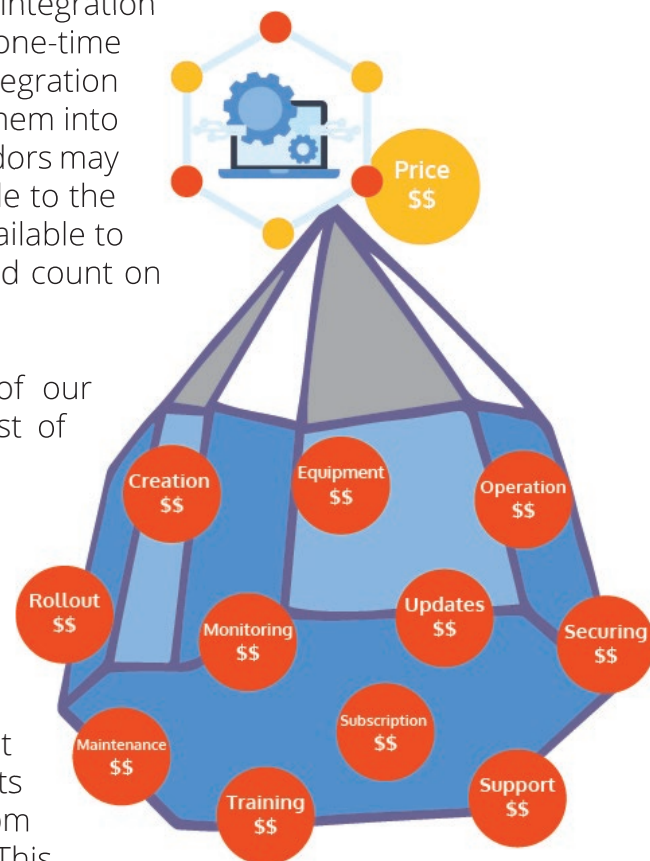 integration
one-time
egration
nem into
dors may
le to the
ailable to
d count on
of our
st of
t
ts
om
This
Price
$$
Creation
$$
Equipment
$$
Operation
$$
Rollout
$$
Monitoring
$$
Updates
$$
Securing
$$
Maintenance
$$
Subscription
$$
Training
$$
Support
$$